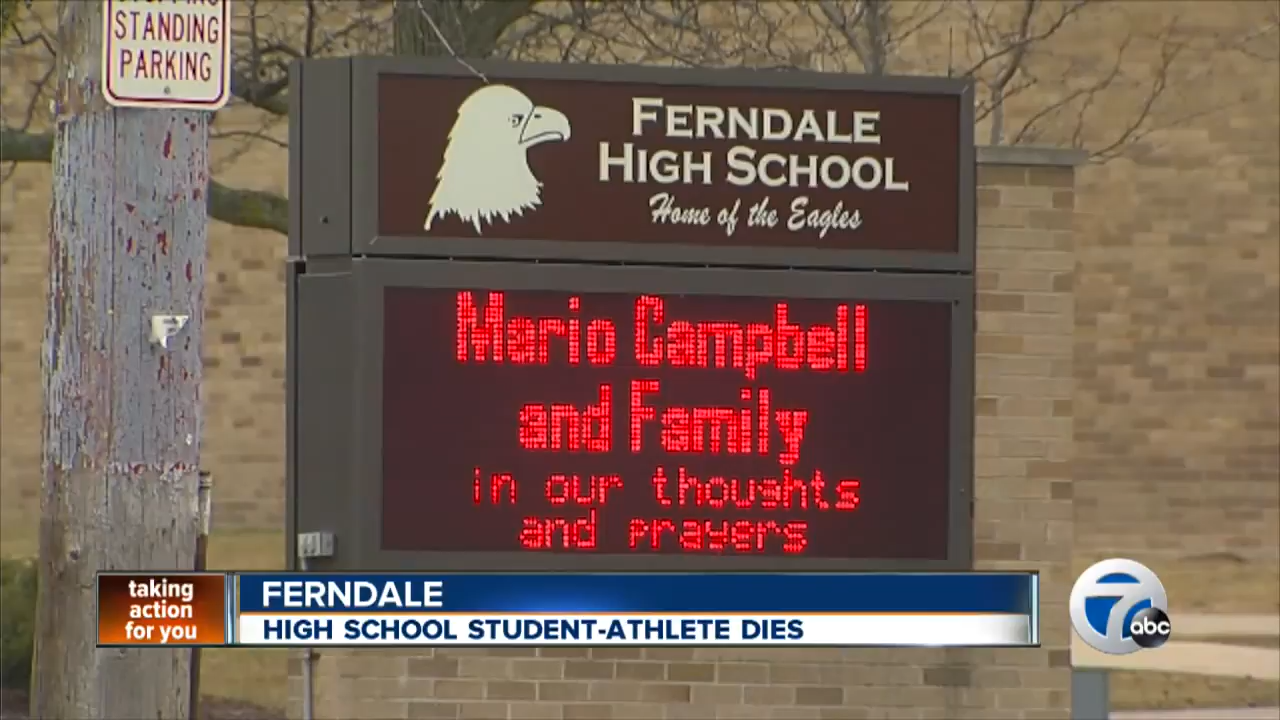 STANDING
PARKING
FERNDALE
HIGH SCHOOL
Home of the Eagles
Mario Campbell
and Family
in our thoughts
and prayers
taking
action
for you
FERNDALE
HIGH SCHOOL STUDENT-ATHLETE DIES
7
abc